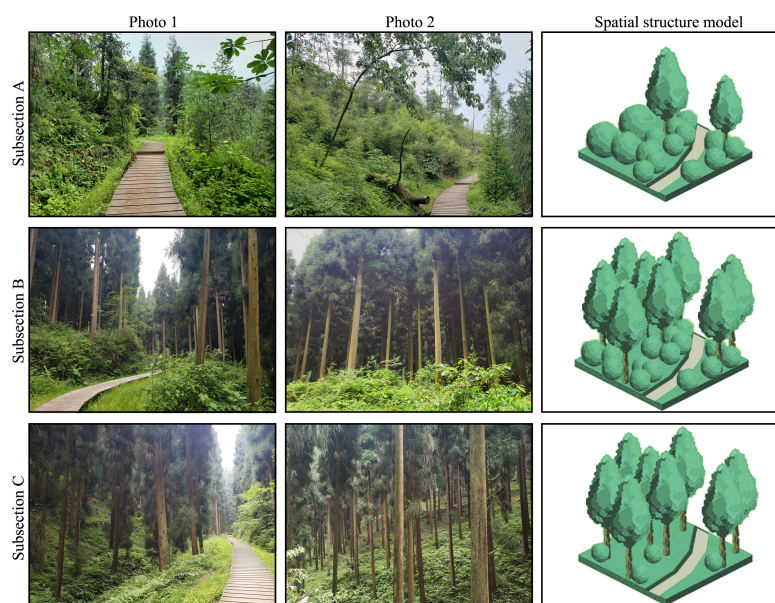 Photo 1
Photo 2
Spatial structure model
Subsection A
Subsection B
Subsection C